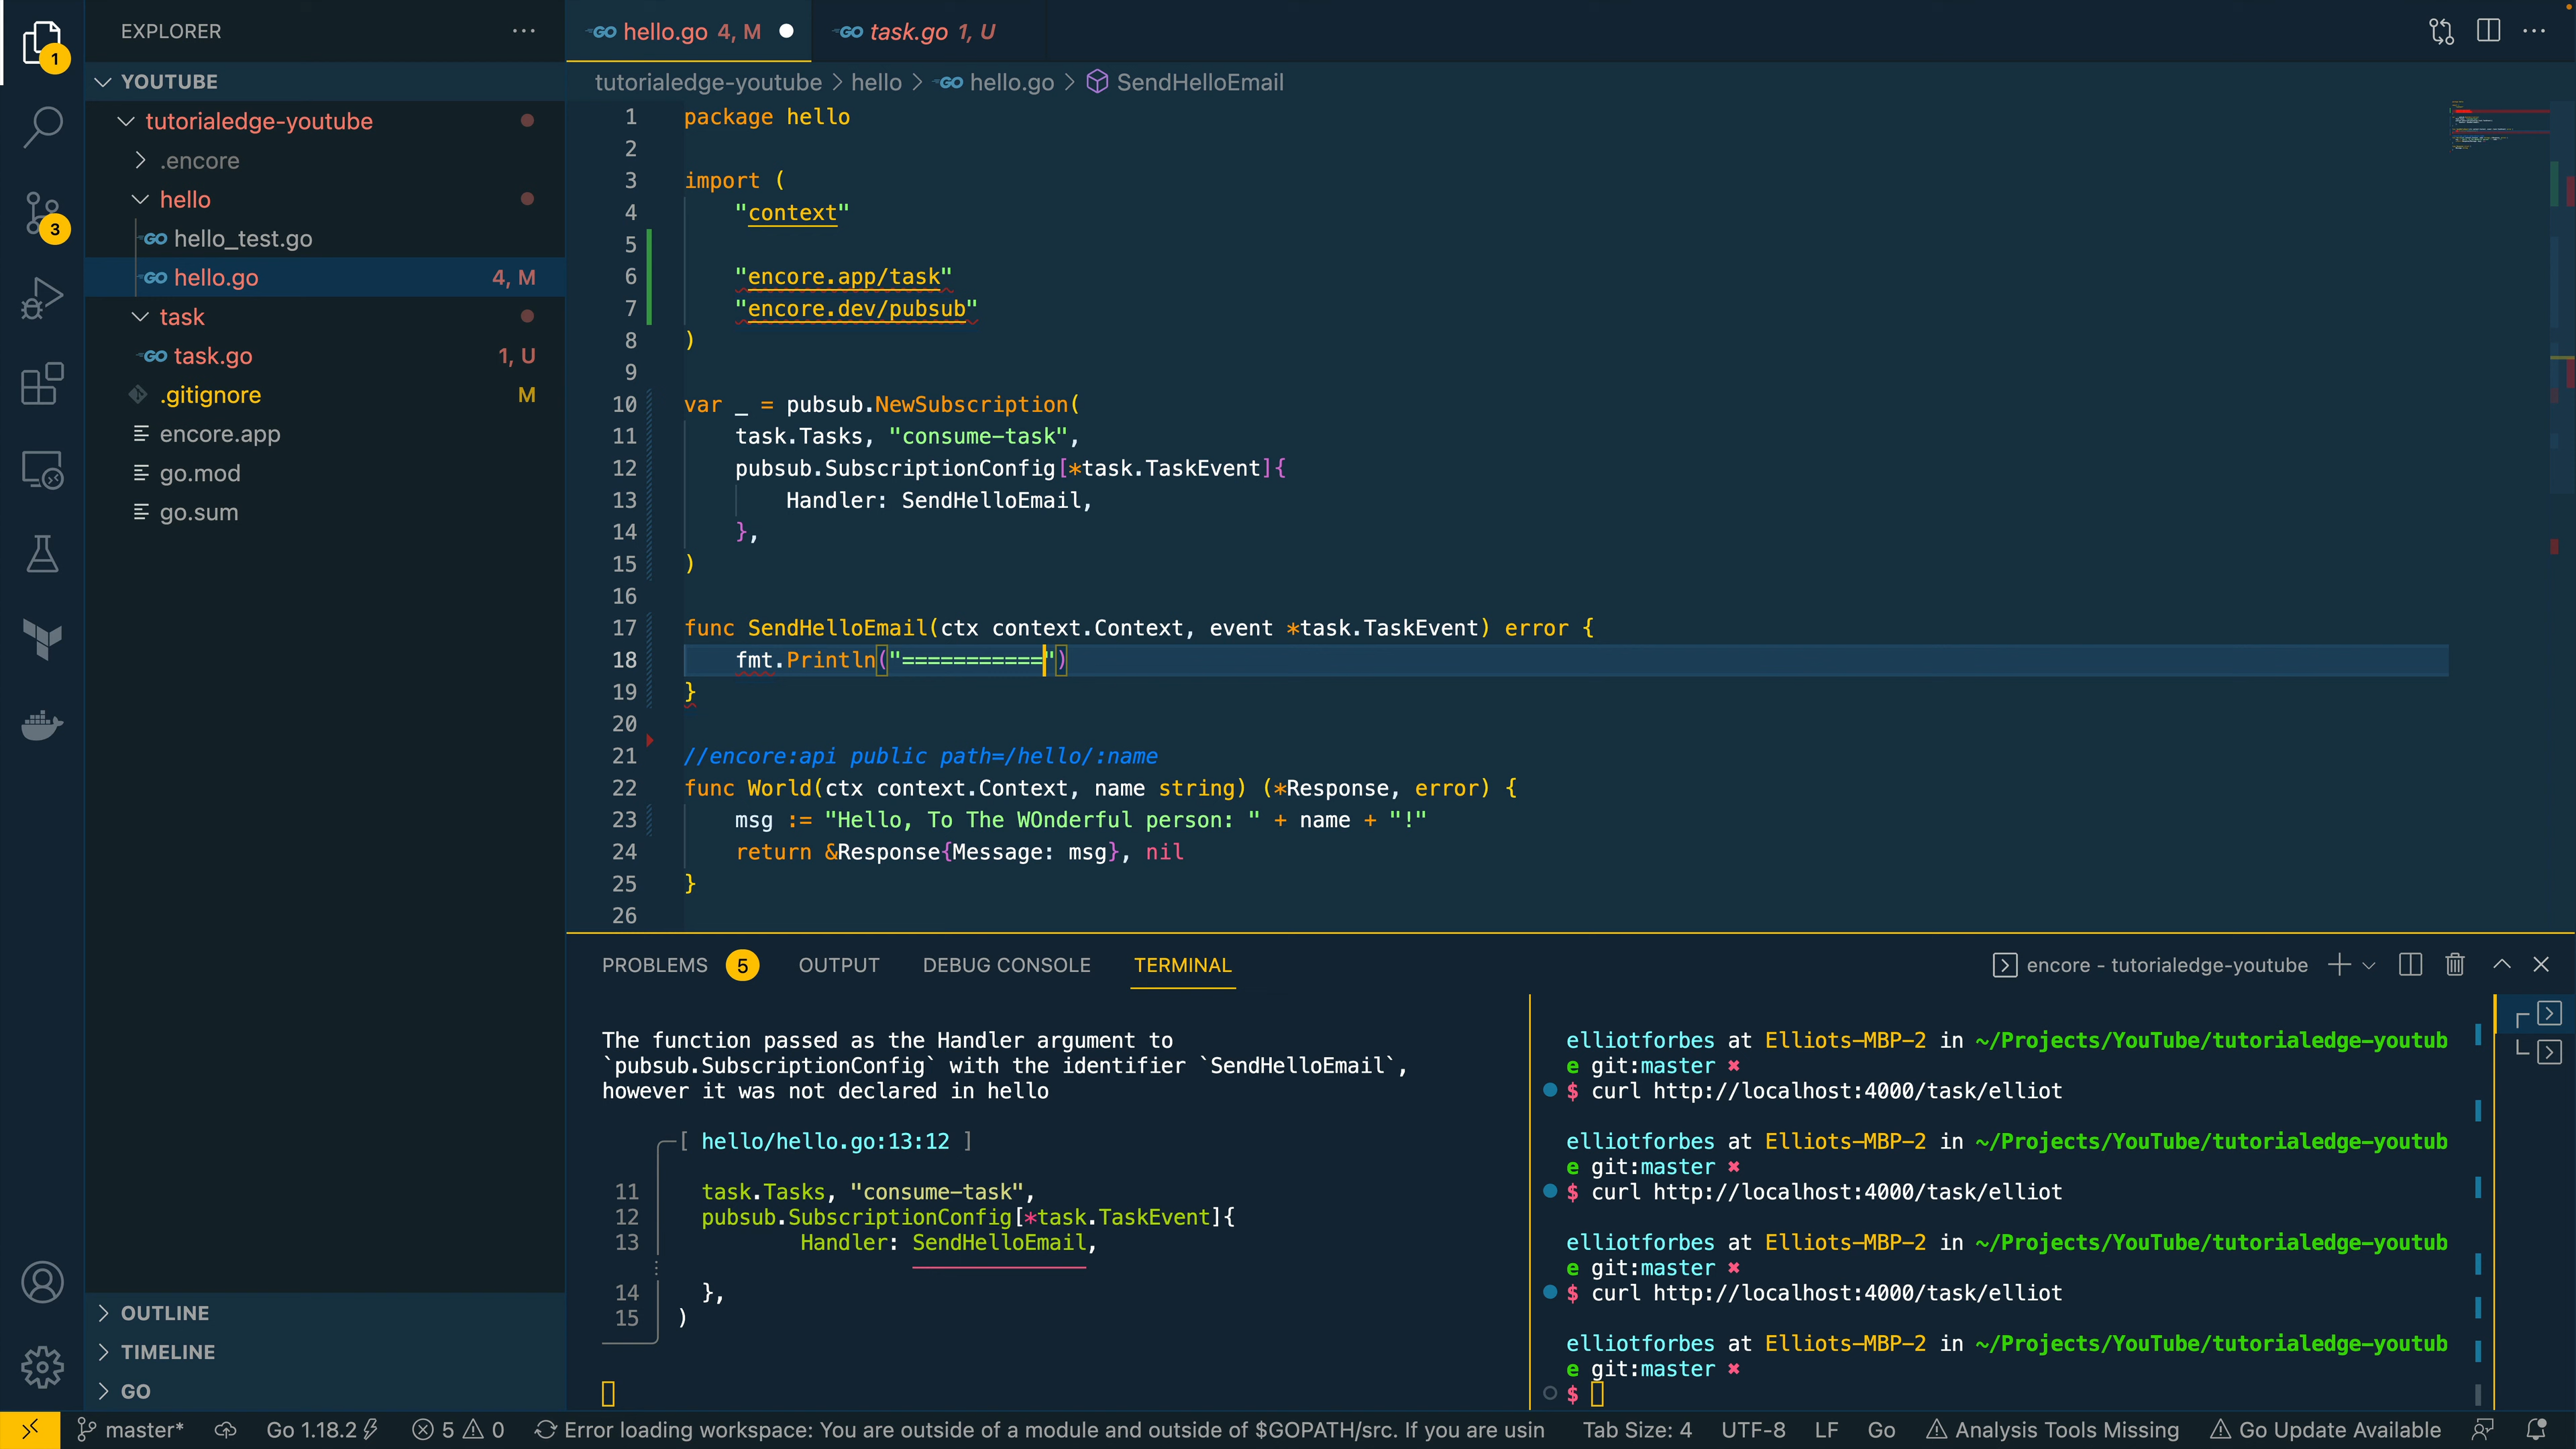 EXPLORER
YOUTUBE
tutorialedge-youtube
.encore
hello
GO hello_test.go
GO hello.go 4, M
task
GO task.go 1, U
.gitignore M
encore.app
go.mod
go.sum
OUTLINE
TIMELINE
GO
1
3
GO hello.go 4, M
GO task.go 1, U
tutorialedge-youtube > hello > GO hello.go > SendHelloEmail
1 package hello
2
3 import (
4 "context"
5
6 "encore.app/task"
7 "encore.dev/pubsub"
8 )
9
10 var _ = pubsub.NewSubscription(
11 task.Tasks, "consume-task",
12 pubsub.SubscriptionConfig[*task.TaskEvent]{
13 Handler: SendHelloEmail,
14 },
15 )
16
17 func SendHelloEmail(ctx context.Context, event *task.TaskEvent) error {
18 fmt.Println("===========")
19 }
20
21 //encore:api public path=/hello/:name
22 func World(ctx context.Context, name string) (*Response, error) {
23 msg := "Hello, To The WOnderful person: " + name + "!"
24 return &Response{Message: msg}, nil
25 }
26
PROBLEMS 5 OUTPUT DEBUG CONSOLE TERMINAL
encore - tutorialedge-youtube
The function passed as the Handler argument to
`pubsub.SubscriptionConfig` with the identifier `SendHelloEmail`,
however it was not declared in hello
[ hello/hello.go:13:12 ]
11 task.Tasks, "consume-task",
12 pubsub.SubscriptionConfig[*task.TaskEvent]{
13 Handler: SendHelloEmail,
14 },
15 )
elliotforbes at Elliots-MBP-2 in ~/Projects/YouTube/tutorialedge-youtub
e git:master ✖
$ curl http://localhost:4000/task/elliot
elliotforbes at Elliots-MBP-2 in ~/Projects/YouTube/tutorialedge-youtub
e git:master ✖
$ curl http://localhost:4000/task/elliot
elliotforbes at Elliots-MBP-2 in ~/Projects/YouTube/tutorialedge-youtub
e git:master ✖
$ curl http://localhost:4000/task/elliot
elliotforbes at Elliots-MBP-2 in ~/Projects/YouTube/tutorialedge-youtub
e git:master ✖
$
master* Go 1.18.2 5 0 Error loading workspace: You are outside of a module and outside of $GOPATH/src. If you are usin Tab Size: 4 UTF-8 LF Go Analysis Tools Missing Go Update Available